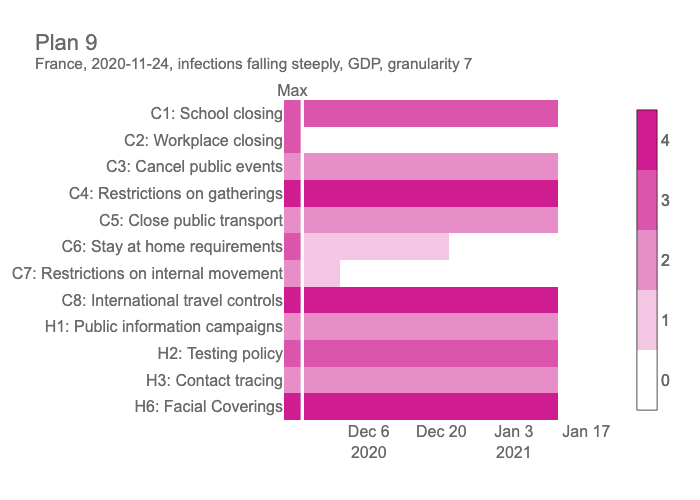 Plan 9
France, 2020-11-24, infections falling steeply, GDP, granularity 7
Max
C1: School closing
C2: Workplace closing
C3: Cancel public events
C4: Restrictions on gatherings
C5: Close public transport
C6: Stay at home requirements
C7: Restrictions on internal movement
C8: International travel controls
H1: Public information campaigns
H2: Testing policy
H3: Contact tracing
H6: Facial Coverings
Dec 6 Dec 20 Jan 3 Jan 17
2020 2021
4
3
2
1
0